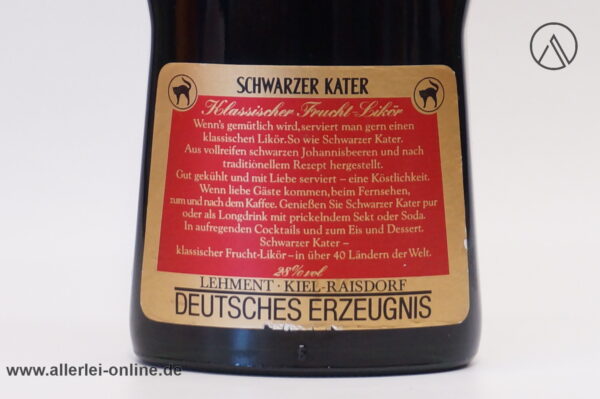 SCHWARZER KATER
Klassischer Frucht-Likör
Wenn's gemütlich wird, serviert man gern einen
klassischen Likör. So wie Schwarzer Kater.
Aus vollreifen schwarzen Johannisbeeren und nach
traditionellem Rezept hergestellt.
Gut gekühlt und mit Liebe serviert – eine Köstlichkeit.
Wenn liebe Gäste kommen, beim Fernsehen,
zum und nach dem Kaffee. Genießen Sie Schwarzer Kater pur
oder als Longdrink mit prickelndem Sekt oder Soda.
In aufregenden Cocktails und zum Eis und Dessert.
Schwarzer Kater –
klassischer Frucht-Likör – in über 40 Ländern der Welt.
28% vol
LEHMENT · KIEL-RAISDORF
DEUTSCHES ERZEUGNIS
www.allerlei-online.de